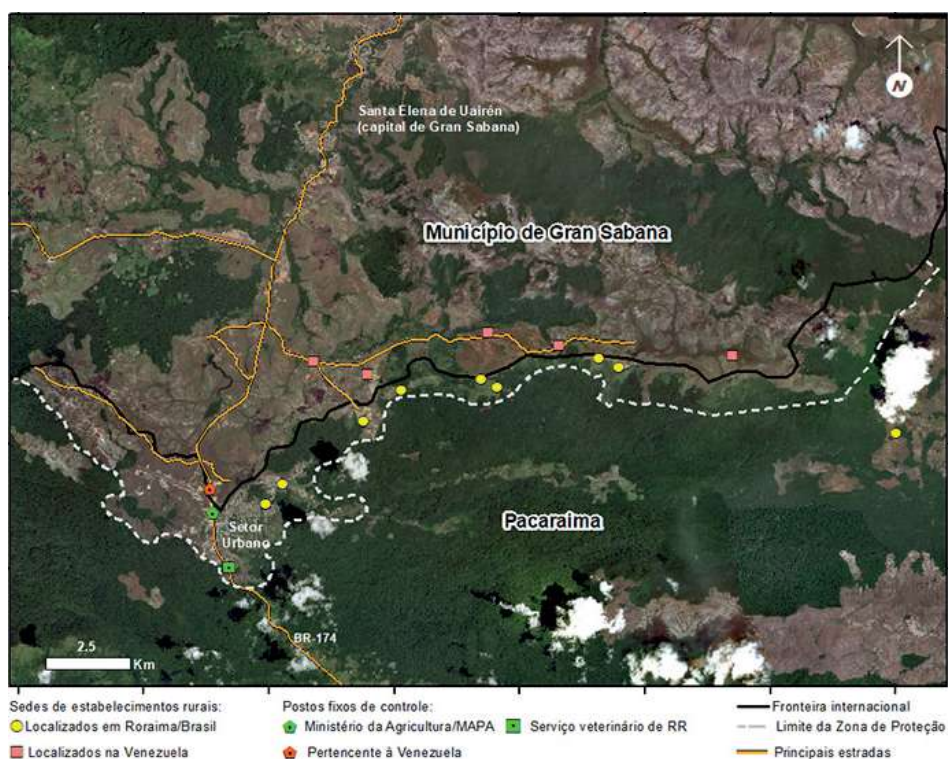 N
Santa Elena de Uairén
(capital de Gran Sabana)
Município de Gran Sabana
Setor
Urbano
Pacaraima
BR-174
2.5
Km
Sedes de estabelecimentos rurais:
Localizados em Roraima/Brasil
Localizados na Venezuela
Postos fixos de controle:
Ministério da Agricultura/MAPA
Pertencente à Venezuela
Serviço veterinário de RR
Fronteira internacional
Limite da Zona de Proteção
Principais estradas